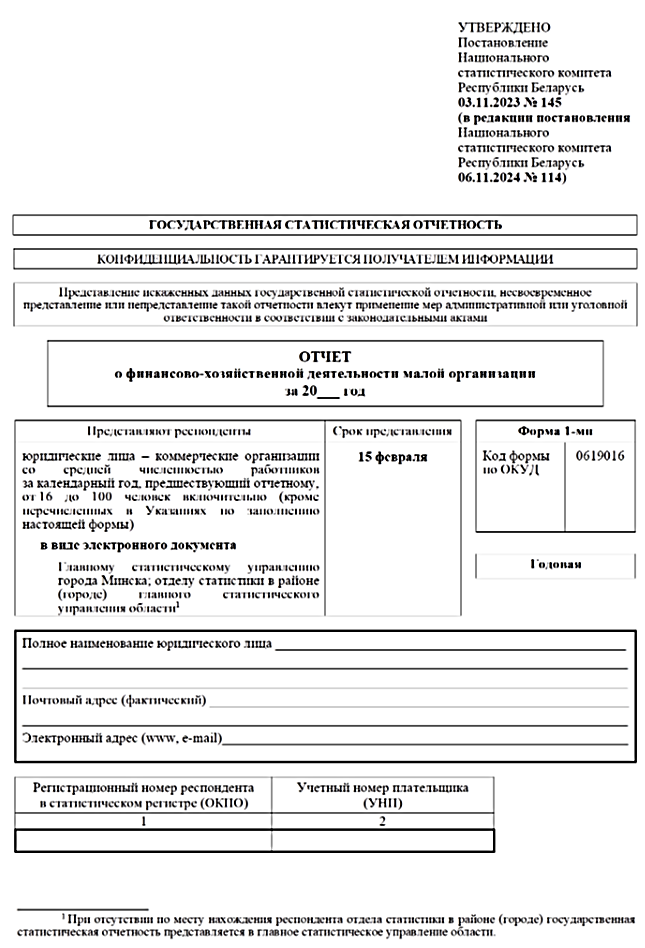 УТВЕРЖДЕНО
Постановление
Национального
статистического комитета
Республики Беларусь
03.11.2023 № 145
(в редакции постановления
Национального
статистического комитета
Республики Беларусь
06.11.2024 № 114)
ГОСУДАРСТВЕННАЯ СТАТИСТИЧЕСКАЯ ОТЧЕТНОСТЬ
КОНФИДЕНЦИАЛЬНОСТЬ ГАРАНТИРУЕТСЯ ПОЛУЧАТЕЛЕМ ИНФОРМАЦИИ
Представление искаженных данных государственной статистической отчетности, несвоевременное
представление или непредставление такой отчетности влекут применение мер административной или уголовной
ответственности в соответствии с законодательными актами
ОТЧЕТ
о финансово-хозяйственной деятельности малой организации
за 20___ год
Представляют респонденты
юридические лица – коммерческие организации
со средней численностью работников
за календарный год, предшествующий отчетному,
от 16 до 100 человек включительно (кроме
перечисленных в Указаниях по заполнению
настоящей формы)
в виде электронного документа
Главному статистическому управлению
города Минска; отделу статистики в районе
(городе) главного статистического
управления области¹
Срок представления
15 февраля
Форма 1-мп
Код формы
по ОКУД
0619016
Годовая
Полное наименование юридического лица
Почтовый адрес (фактический)
Электронный адрес (www, e-mail)
Регистрационный номер респондента
в статистическом регистре (ОКПО)
Учетный номер плательщика
(УНП)
1
2
¹ При отсутствии по месту нахождения респондента отдела статистики в районе (городе) государственная
статистическая отчетность представляется в главное статистическое управление области.